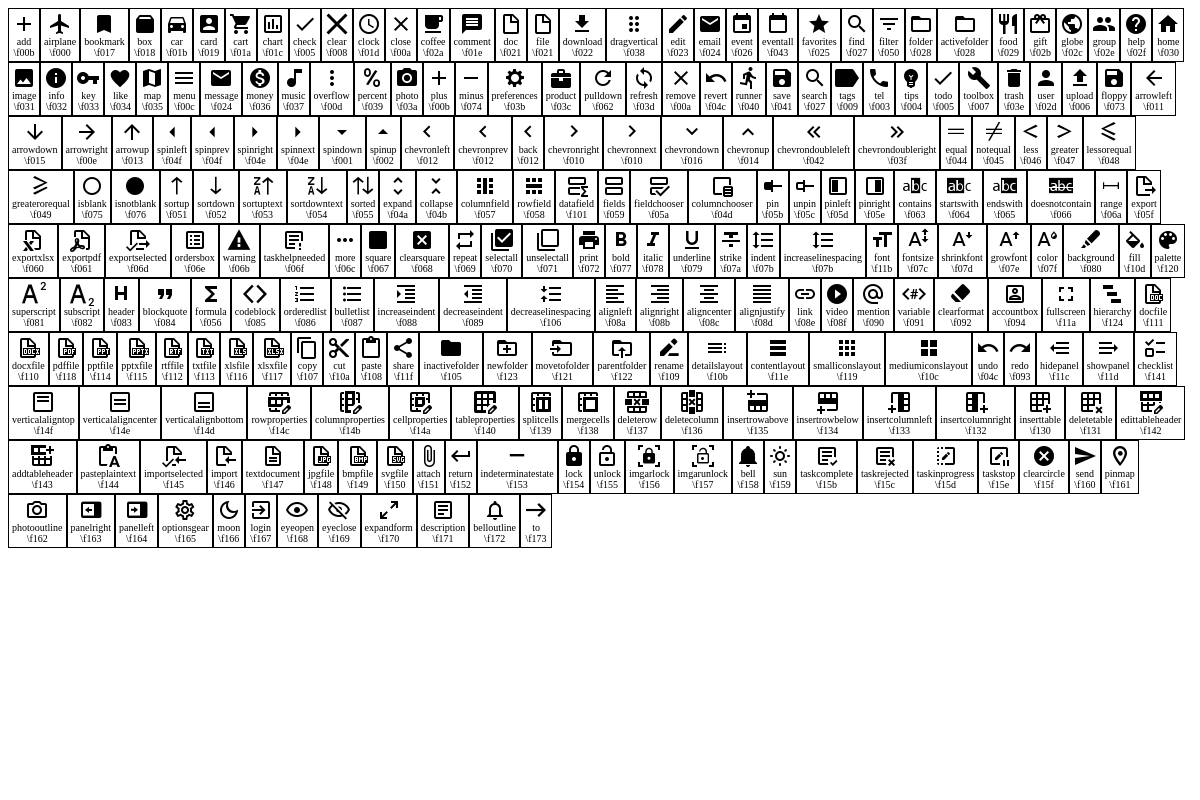 add airplane bookmark box car card cart chart check clear clock close coffee comment doc file download dragvertical edit email event eventall favorites find filter folder activefolder food gift globe group help home
\f00b \f000 \f017 \f018 \f01b \f019 \f01a \f01c \f005 \f008 \f01d \f00a \f02a \f01e \f021 \f021 \f022 \f038 \f023 \f024 \f026 \f043 \f025 \f027 \f050 \f028 \f028 \f029 \f02b \f02c \f02e \f02f \f030
image info key like map menu message money music overflow percent photo plus minus preferences product pulldown refresh remove revert runner save search tags tel tips todo toolbox trash user upload floppy arrowleft
\f031 \f032 \f033 \f034 \f035 \f00c \f024 \f036 \f037 \f00d \f039 \f03a \f00b \f074 \f03b \f03c \f062 \f03d \f00a \f04c \f040 \f041 \f027 \f009 \f003 \f004 \f005 \f007 \f03e \f02d \f006 \f073 \f011
arrowdown arrowright arrowup spinleft spinprev spinright spinnext spindown spinup chevronleft chevronprev back chevronright chevronnext chevrondown chevronup chevrondoubleleft chevrondoubleright equal notequal less greater lessorequal
\f015 \f00e \f013 \f04f \f04f \f04e \f04e \f001 \f002 \f012 \f012 \f012 \f010 \f010 \f016 \f014 \f042 \f03f \f044 \f045 \f046 \f047 \f048
greaterorequal isblank isnotblank sortup sortdown sortuptext sortdowntext sorted expand collapse columnfield rowfield datafield fields fieldchooser columnchooser pin unpin pinleft pinright contains startswith endswith doesnotcontain range export
\f049 \f075 \f076 \f051 \f052 \f053 \f054 \f055 \f04a \f04b \f057 \f058 \f101 \f059 \f05a \f04d \f05b \f05c \f05d \f05e \f063 \f064 \f065 \f066 \f06a \f05f
exportxlsx exportpdf exportselected ordersbox warning taskhelpneeded more square clearsquare repeat selectall unselectall print bold italic underline strike indent increaselinespacing font fontsize shrinkfont growfont color background fill palette
\f060 \f061 \f06d \f06e \f06b \f06f \f06c \f067 \f068 \f069 \f070 \f071 \f072 \f077 \f078 \f079 \f07a \f07b \f07b \f11b \f07c \f07d \f07e \f07f \f080 \f10d \f120
superscript subscript header blockquote formula codeblock orderedlist bulletlist increaseindent decreaseindent decreaselinespacing alignleft alignright aligncenter alignjustify link video mention variable clearformat accountbox fullscreen hierarchy docfile
\f081 \f082 \f083 \f084 \f056 \f085 \f086 \f087 \f088 \f089 \f106 \f08a \f08b \f08c \f08d \f08e \f08f \f090 \f091 \f092 \f094 \f11a \f124 \f111
docxfile pdffile pptfile pptxfile rtffile txtfile xlsfile xlsxfile copy cut paste share inactivefolder newfolder movetofolder parentfolder rename detailslayout contentlayout smalliconslayout mediumiconslayout undo redo hidepanel showpanel checklist
\f110 \f118 \f114 \f115 \f112 \f113 \f116 \f117 \f107 \f10a \f108 \f11f \f105 \f123 \f121 \f122 \f109 \f10b \f11e \f119 \f10c \f04c \f093 \f11c \f11d \f141
verticalaligntop verticalaligncenter verticalalignbottom rowproperties columnproperties cellproperties tableproperties splitcells mergecells deleterow deletecolumn insertrowabove insertrowbelow insertcolumnleft insertcolumnright inserttable deletetable edittableheader
\f14f \f14e \f14d \f14c \f14b \f14a \f140 \f139 \f138 \f137 \f136 \f135 \f134 \f133 \f132 \f130 \f131 \f142
addtableheader pasteplaintext importselected import textdocument jpgfile bmpfile svgfile attach return indeterminatestate lock unlock imgarlock imgarunlock bell sun taskcomplete taskrejected taskinprogress taskstop clearcircle send pinmap
\f143 \f144 \f145 \f146 \f147 \f148 \f149 \f150 \f151 \f152 \f153 \f154 \f155 \f156 \f157 \f158 \f159 \f15b \f15c \f15d \f15e \f15f \f160 \f161
photooutline panelright panelleft optionsgear moon login eyeopen eyeclose expandform description belloutline to
\f162 \f163 \f164 \f165 \f166 \f167 \f168 \f169 \f170 \f171 \f172 \f173